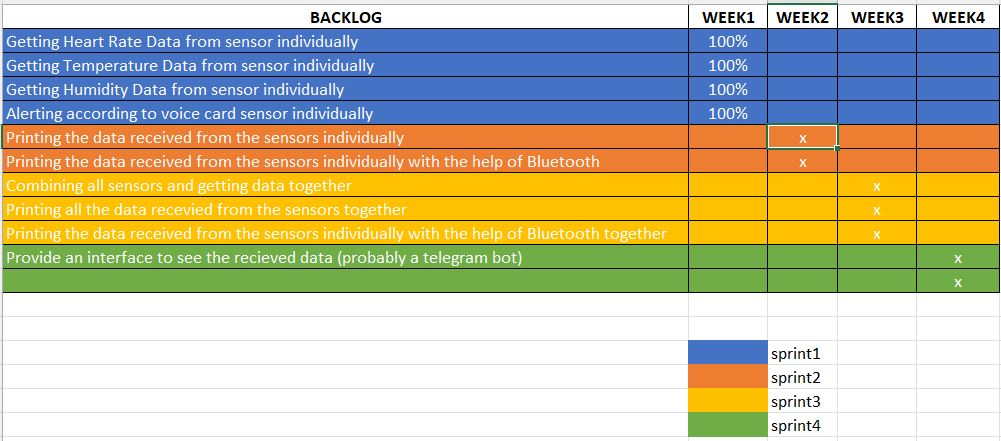 BACKLOG WEEK1 WEEK2 WEEK3 WEEK4
Getting Heart Rate Data from sensor individually 100%
Getting Temperature Data from sensor individually 100%
Getting Humidity Data from sensor individually 100%
Alerting according to voice card sensor individually 100%
Printing the data received from the sensors individually x
Printing the data received from the sensors individually with the help of Bluetooth x
Combining all sensors and getting data together x
Printing all the data recevied from the sensors together x
Printing the data received from the sensors individually with the help of Bluetooth together x
Provide an interface to see the recieved data (probably a telegram bot) x
x
sprint1
sprint2
sprint3
sprint4